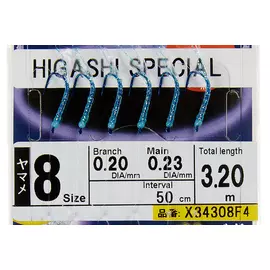 HIGASHI SPECIAL
ヤマメ
8
Size
Branch Main Total length
0.20 0.23
DIA/mm DIA/mm
3.20
Interval
50 cm
m
品番: X34308F4